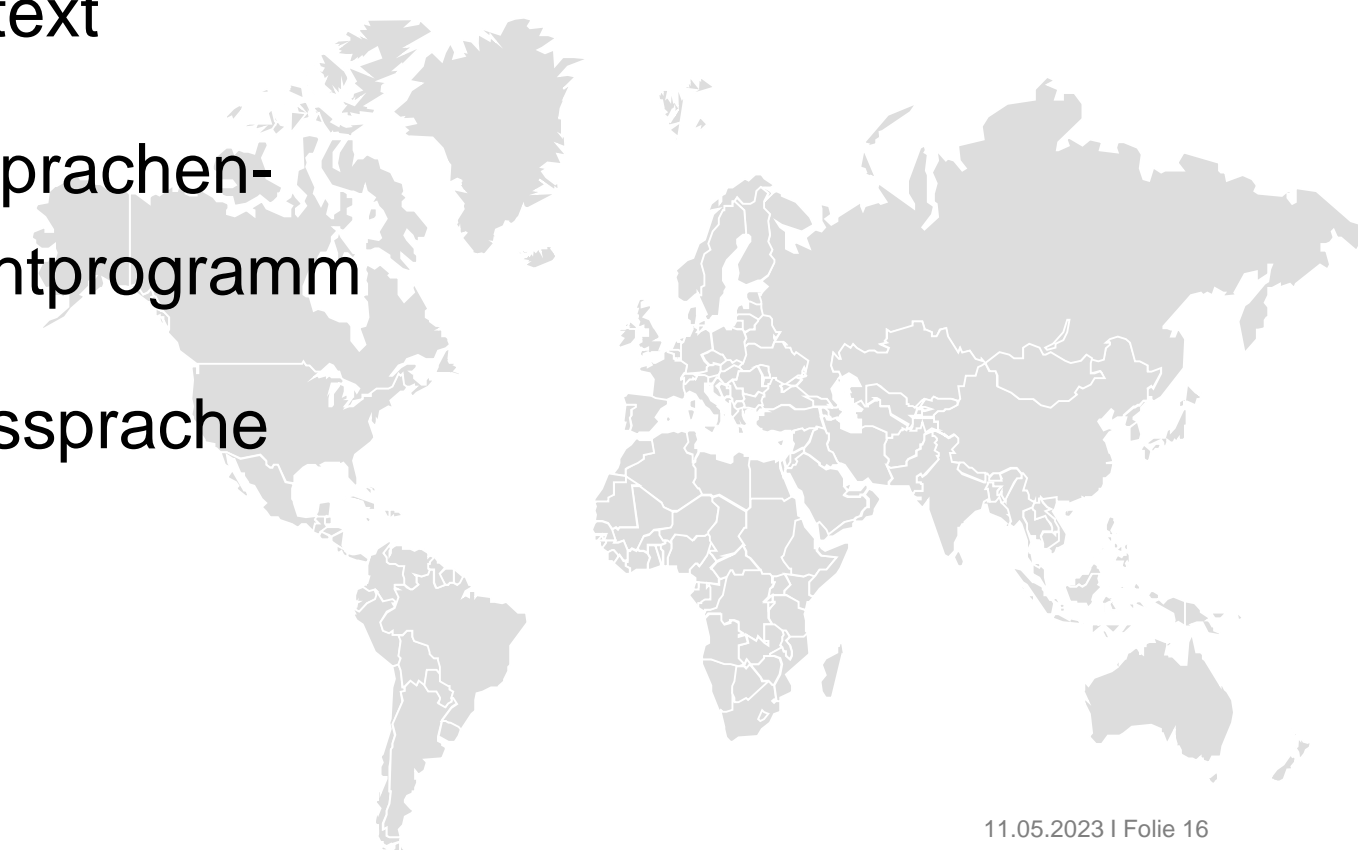 text
prachen-
ntprogramm
ssprache
11.05.2023 I Folie 16